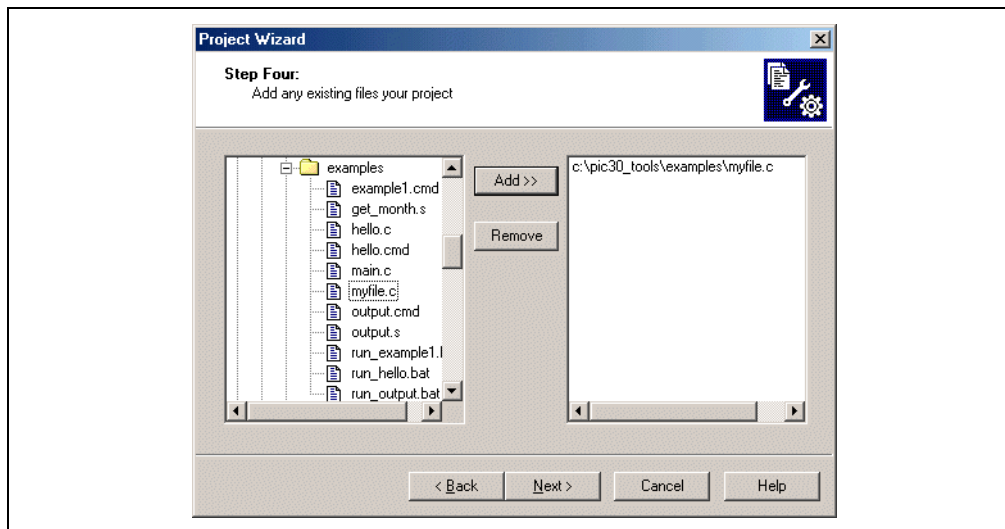 Project Wizard
Step Four:
Add any existing files your project
examples
example1.cmd
get_month.s
hello.c
hello.cmd
main.c
myfile.c
output.cmd
output.s
run_example1.
run_hello.bat
run_output.bat
Add >>
Remove
c:\pic30_tools\examples\myfile.c
< Back
Next >
Cancel
Help